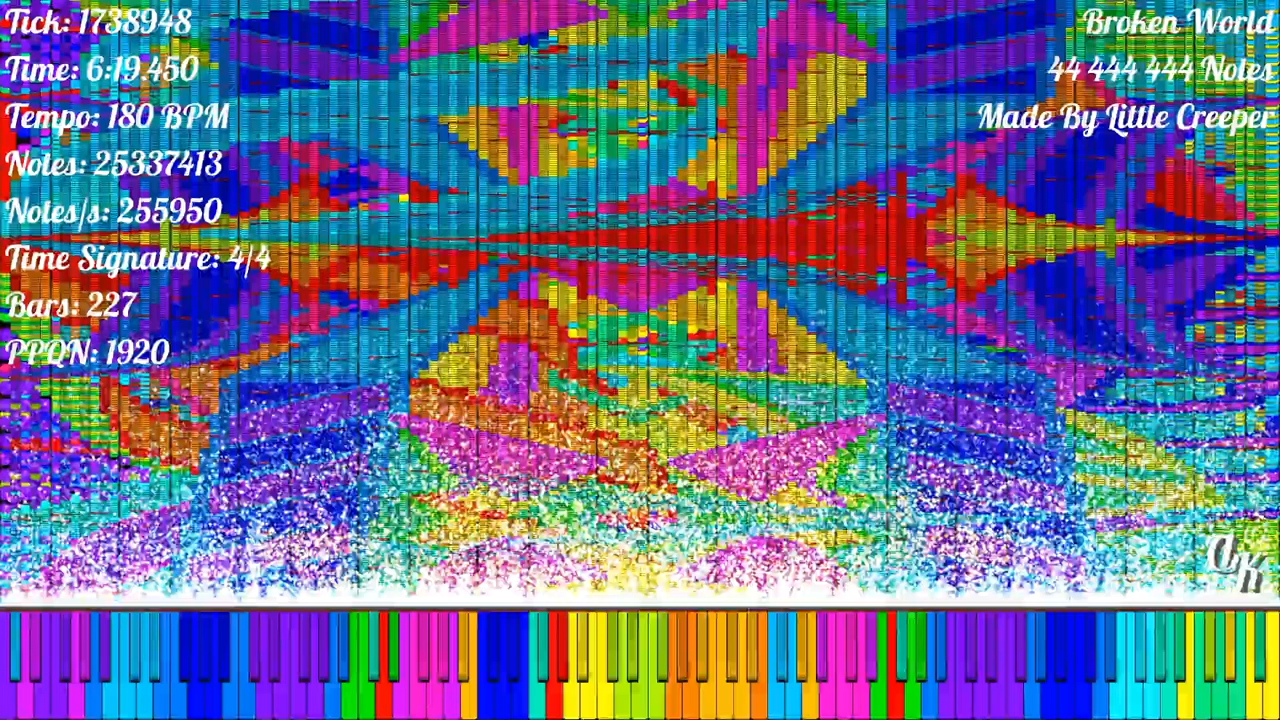 Tick: 1738948
Time: 6:19.450
Tempo: 180 BPM
Notes: 25337413
Notes/s: 255950
Time Signature: 4/4
Bars: 227
PPQN: 1920
Broken World
44 444 444 Notes
Made By Little Creeper